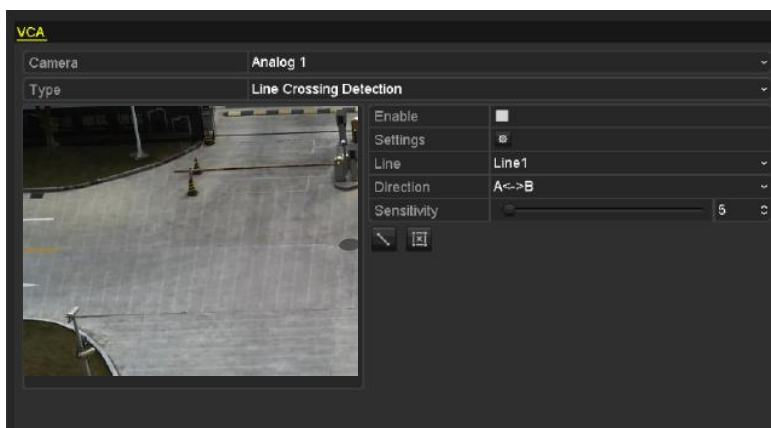 VCA
Camera Analog 1
Type Line Crossing Detection
Enable
Settings
Line Line1
Direction A<->B
Sensitivity 5